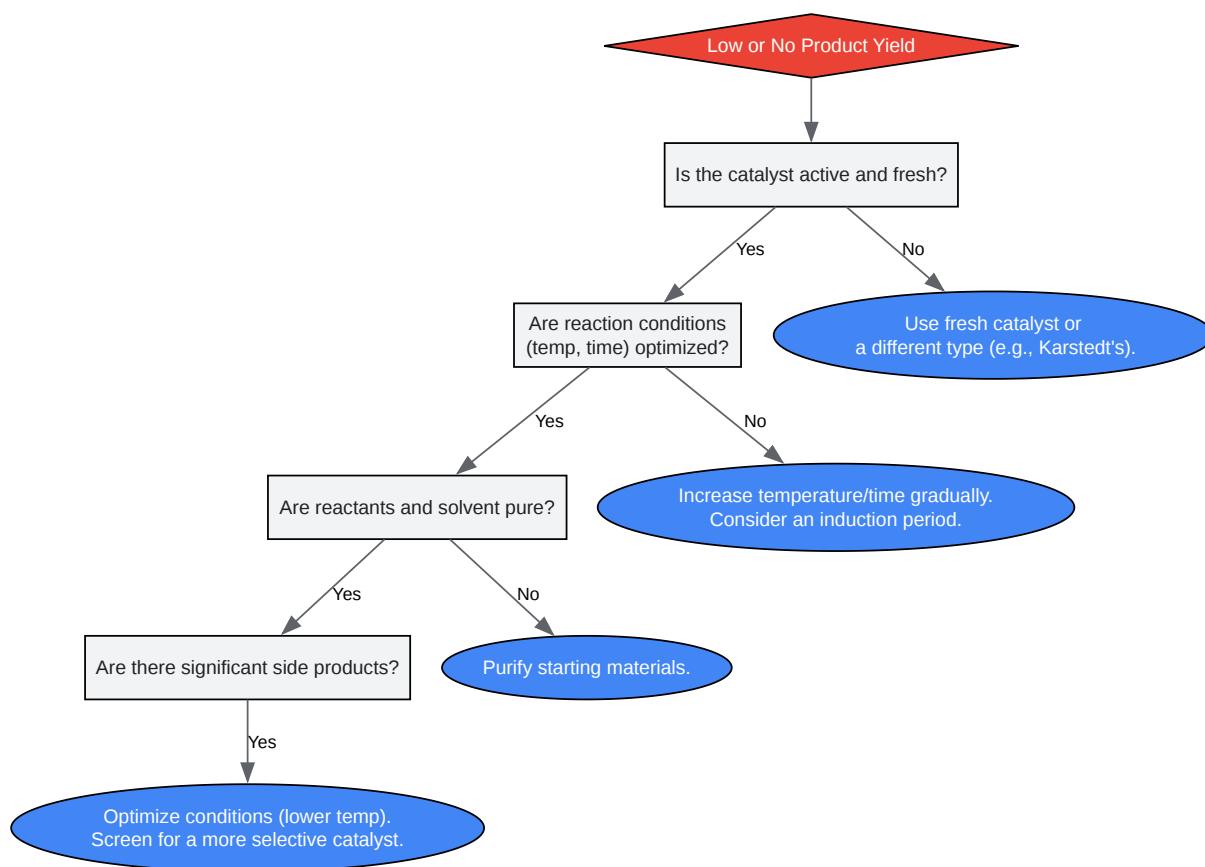 Low or No Product Yield
Is the catalyst active and fresh?
Yes
No
Are reaction conditions
(temp, time) optimized?
Use fresh catalyst or
a different type (e.g., Karstedt's).
Yes
No
Are reactants and solvent pure?
Increase temperature/time gradually.
Consider an induction period.
Yes
No
Are there significant side products?
Purify starting materials.
Yes
Optimize conditions (lower temp).
Screen for a more selective catalyst.